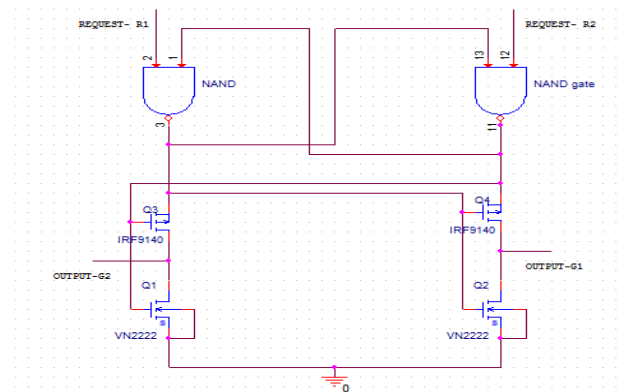 REQUEST- R1
REQUEST- R2
2
1
13
12
NAND
NAND gate
3
11
Q3
Q4
IRF9140
IRF9140
OUTPUT-G2
OUTPUT-G1
Q1
Q2
S
S
VN2222
VN2222
0